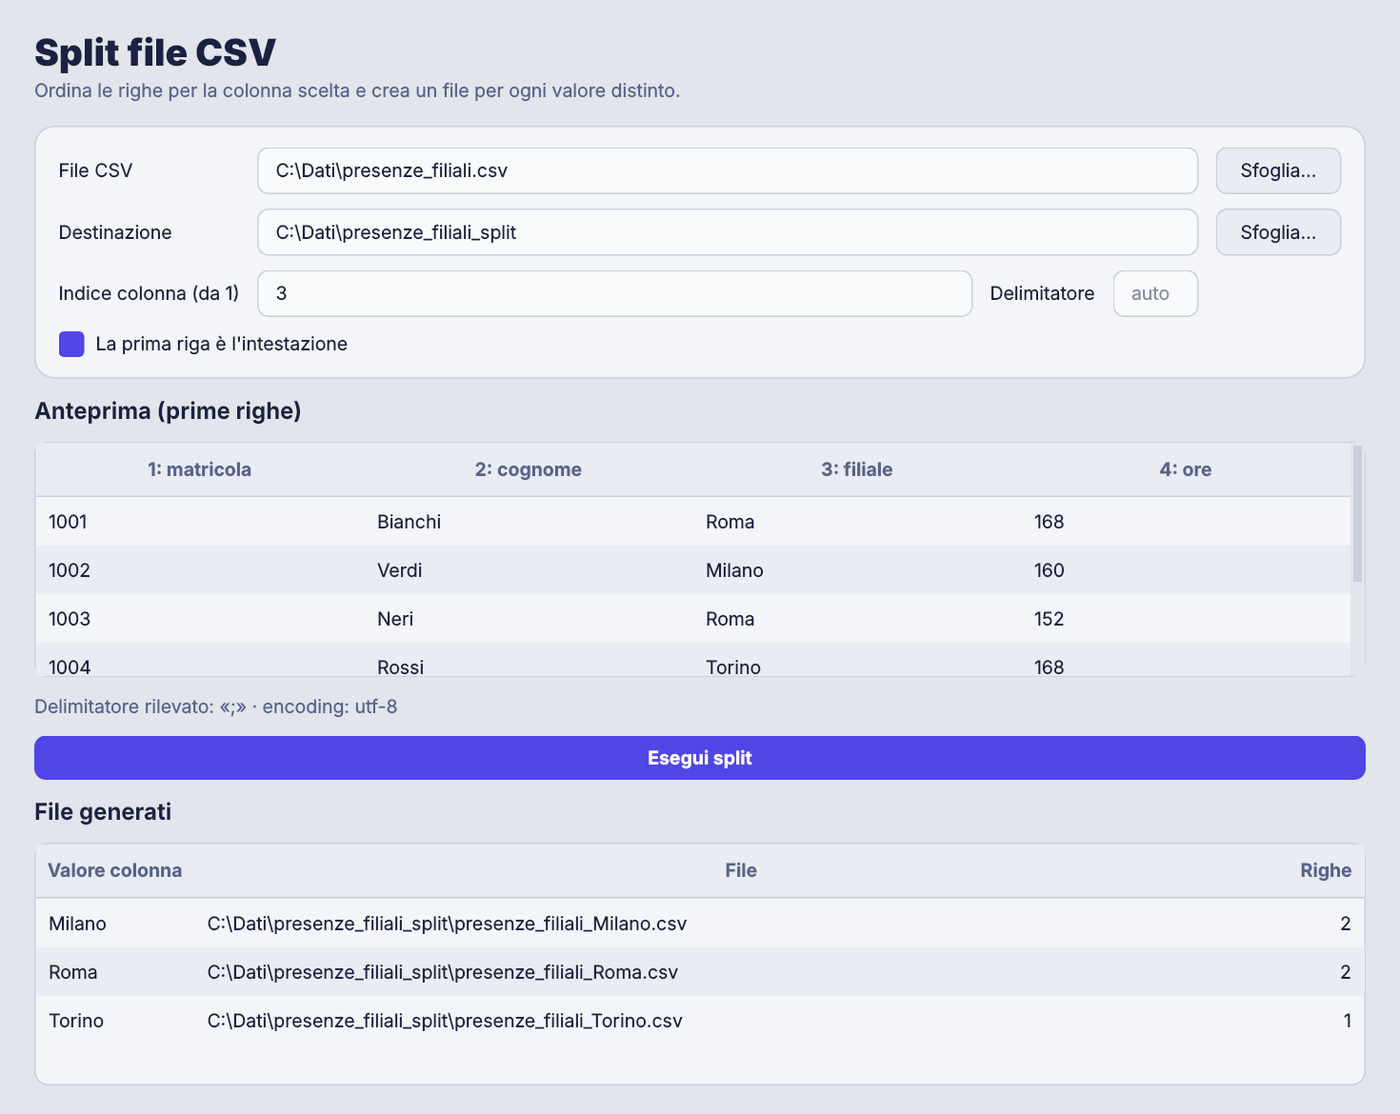 Split file CSV
Ordina le righe per la colonna scelta e crea un file per ogni valore distinto.
File CSV C:\Dati\presenze_filiali.csv Sfoglia...
Destinazione C:\Dati\presenze_filiali_split Sfoglia...
Indice colonna (da 1) 3 Delimitatore auto
La prima riga è l'intestazione
Anteprima (prime righe)
1: matricola 2: cognome 3: filiale 4: ore
1001 Bianchi Roma 168
1002 Verdi Milano 160
1003 Neri Roma 152
1004 Rossi Torino 168
Delimitatore rilevato: «;» · encoding: utf-8
Esegui split
File generati
Valore colonna File Righe
Milano C:\Dati\presenze_filiali_split\presenze_filiali_Milano.csv 2
Roma C:\Dati\presenze_filiali_split\presenze_filiali_Roma.csv 2
Torino C:\Dati\presenze_filiali_split\presenze_filiali_Torino.csv 1